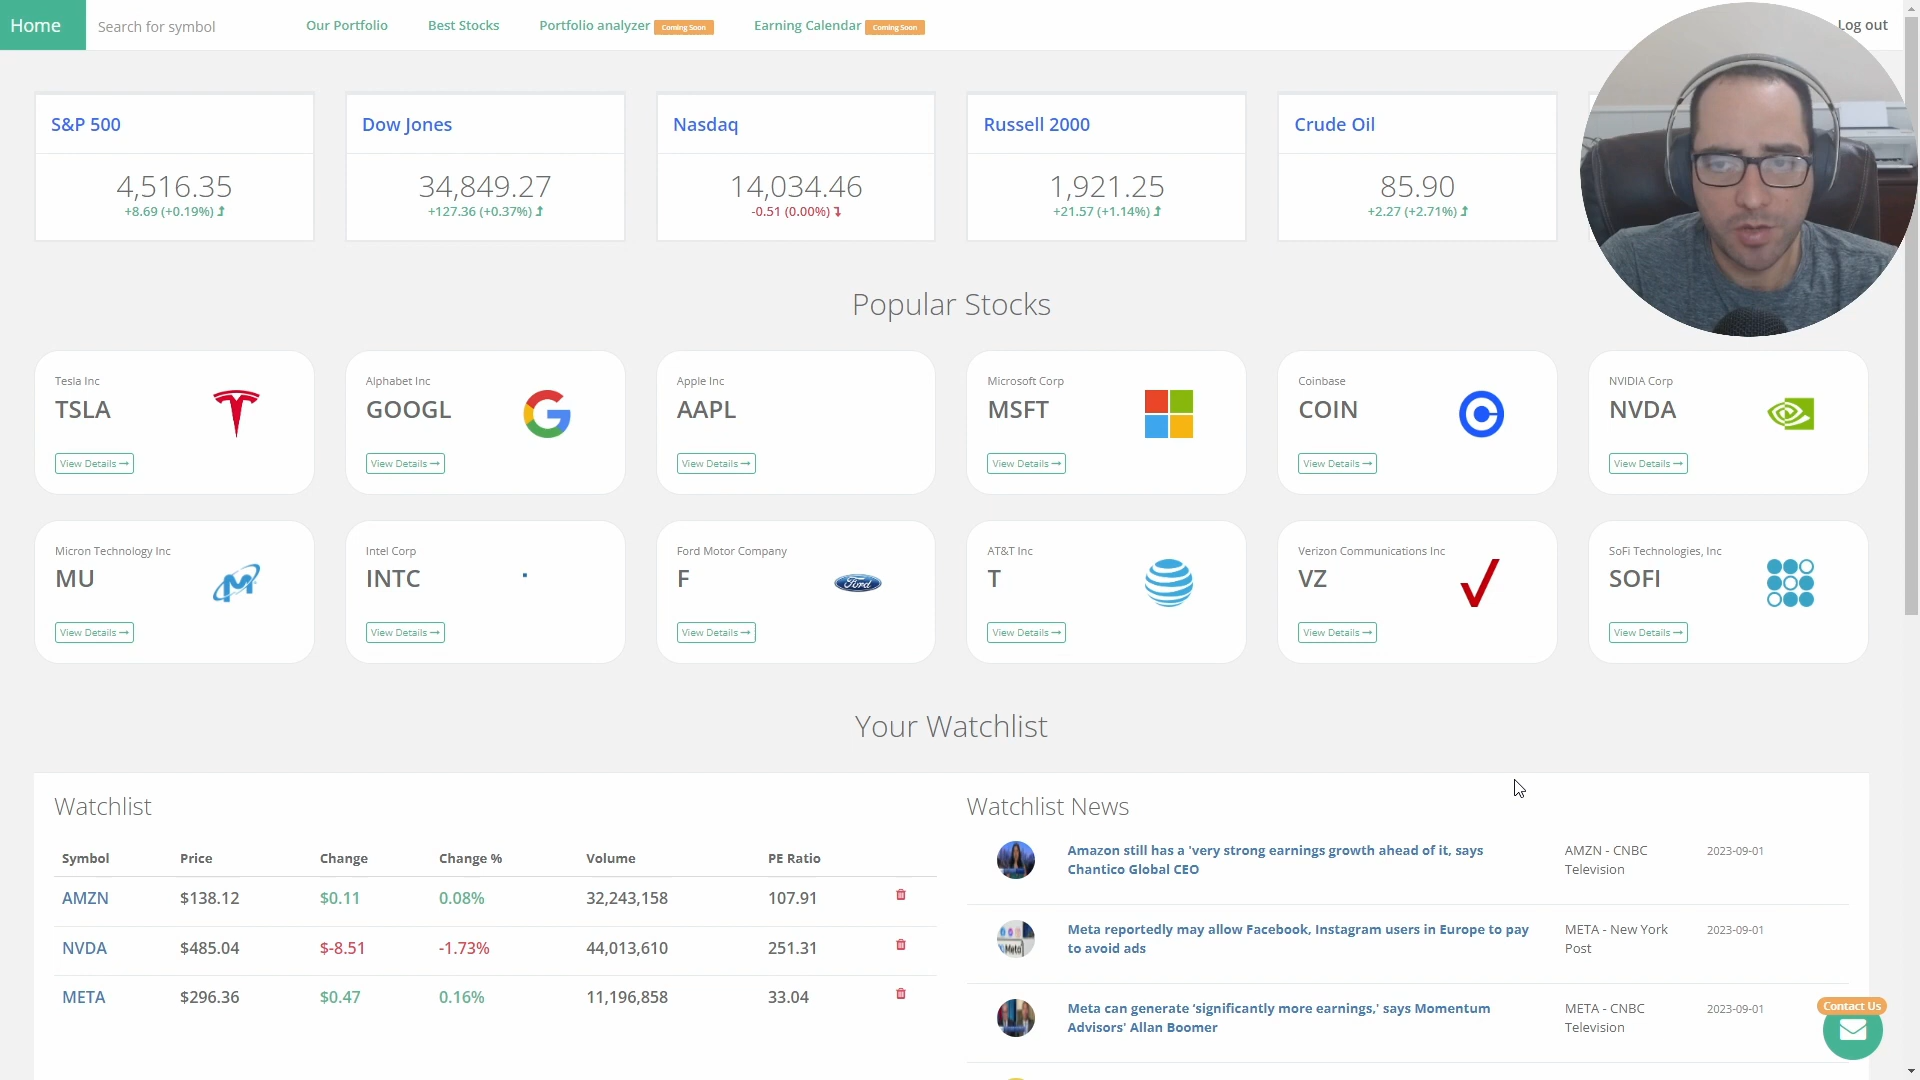 Home
Search for symbol
Our Portfolio
Best Stocks
Portfolio analyzer Coming Soon
Earning Calendar Coming Soon
Log out
S&P 500
4,516.35
+8.69 (+0.19%)
Dow Jones
34,849.27
+127.36 (+0.37%)
Nasdaq
14,034.46
-0.51 (0.00%)
Russell 2000
1,921.25
+21.57 (+1.14%)
Crude Oil
85.90
+2.27 (+2.71%)
Popular Stocks
Tesla Inc
TSLA
View Details →
Alphabet Inc
GOOGL
View Details →
Apple Inc
AAPL
View Details →
Microsoft Corp
MSFT
View Details →
Coinbase
COIN
View Details →
NVIDIA Corp
NVDA
View Details →
Micron Technology Inc
MU
View Details →
Intel Corp
INTC
View Details →
Ford Motor Company
F
Ford
View Details →
AT&T Inc
T
View Details →
Verizon Communications Inc
VZ
View Details →
SoFi Technologies, Inc
SOFI
View Details →
Your Watchlist
Watchlist
Symbol Price Change Change % Volume PE Ratio
AMZN $138.12 $0.11 0.08% 32,243,158 107.91
NVDA $485.04 $-8.51 -1.73% 44,013,610 251.31
META $296.36 $0.47 0.16% 11,196,858 33.04
Watchlist News
Amazon still has a 'very strong earnings growth ahead of it, says
Chantico Global CEO
AMZN - CNBC
Television
2023-09-01
Meta
Meta reportedly may allow Facebook, Instagram users in Europe to pay
to avoid ads
META - New York
Post
2023-09-01
Meta can generate ‘significantly more earnings,' says Momentum
Advisors' Allan Boomer
META - CNBC
Television
2023-09-01
Contact Us